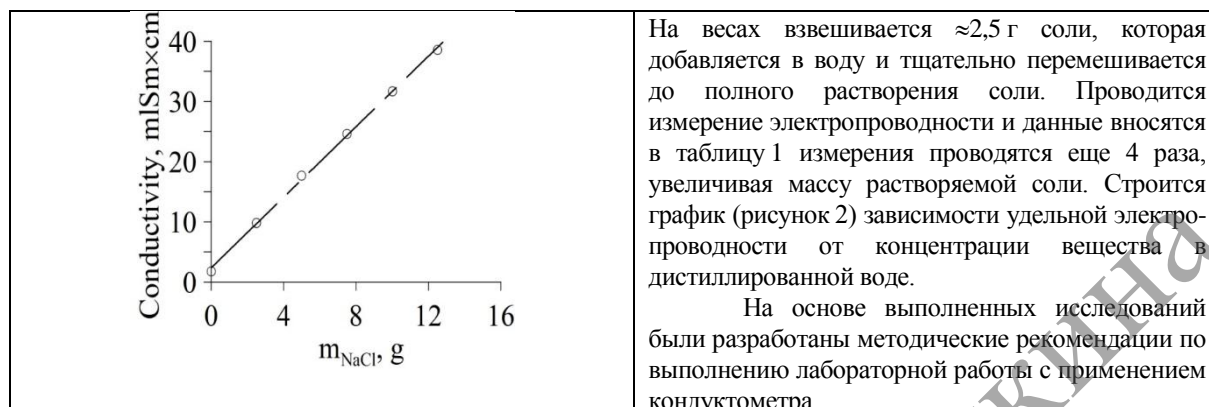 40
30
20
10
0
0 4 8 12 16
Conductivity, mlSm×cm
m_NaCl, g
На весах взвешивается ≈2,5 г соли, которая
добавляется в воду и тщательно перемешивается
до полного растворения соли. Проводится
измерение электропроводности и данные вносятся
в таблицу 1 измерения проводятся еще 4 раза,
увеличивая массу растворяемой соли. Строится
график (рисунок 2) зависимости удельной электро-
проводности от концентрации вещества в
дистиллированной воде.
На основе выполненных исследований
были разработаны методические рекомендации по
выполнению лабораторной работы с применением
кондуктометра